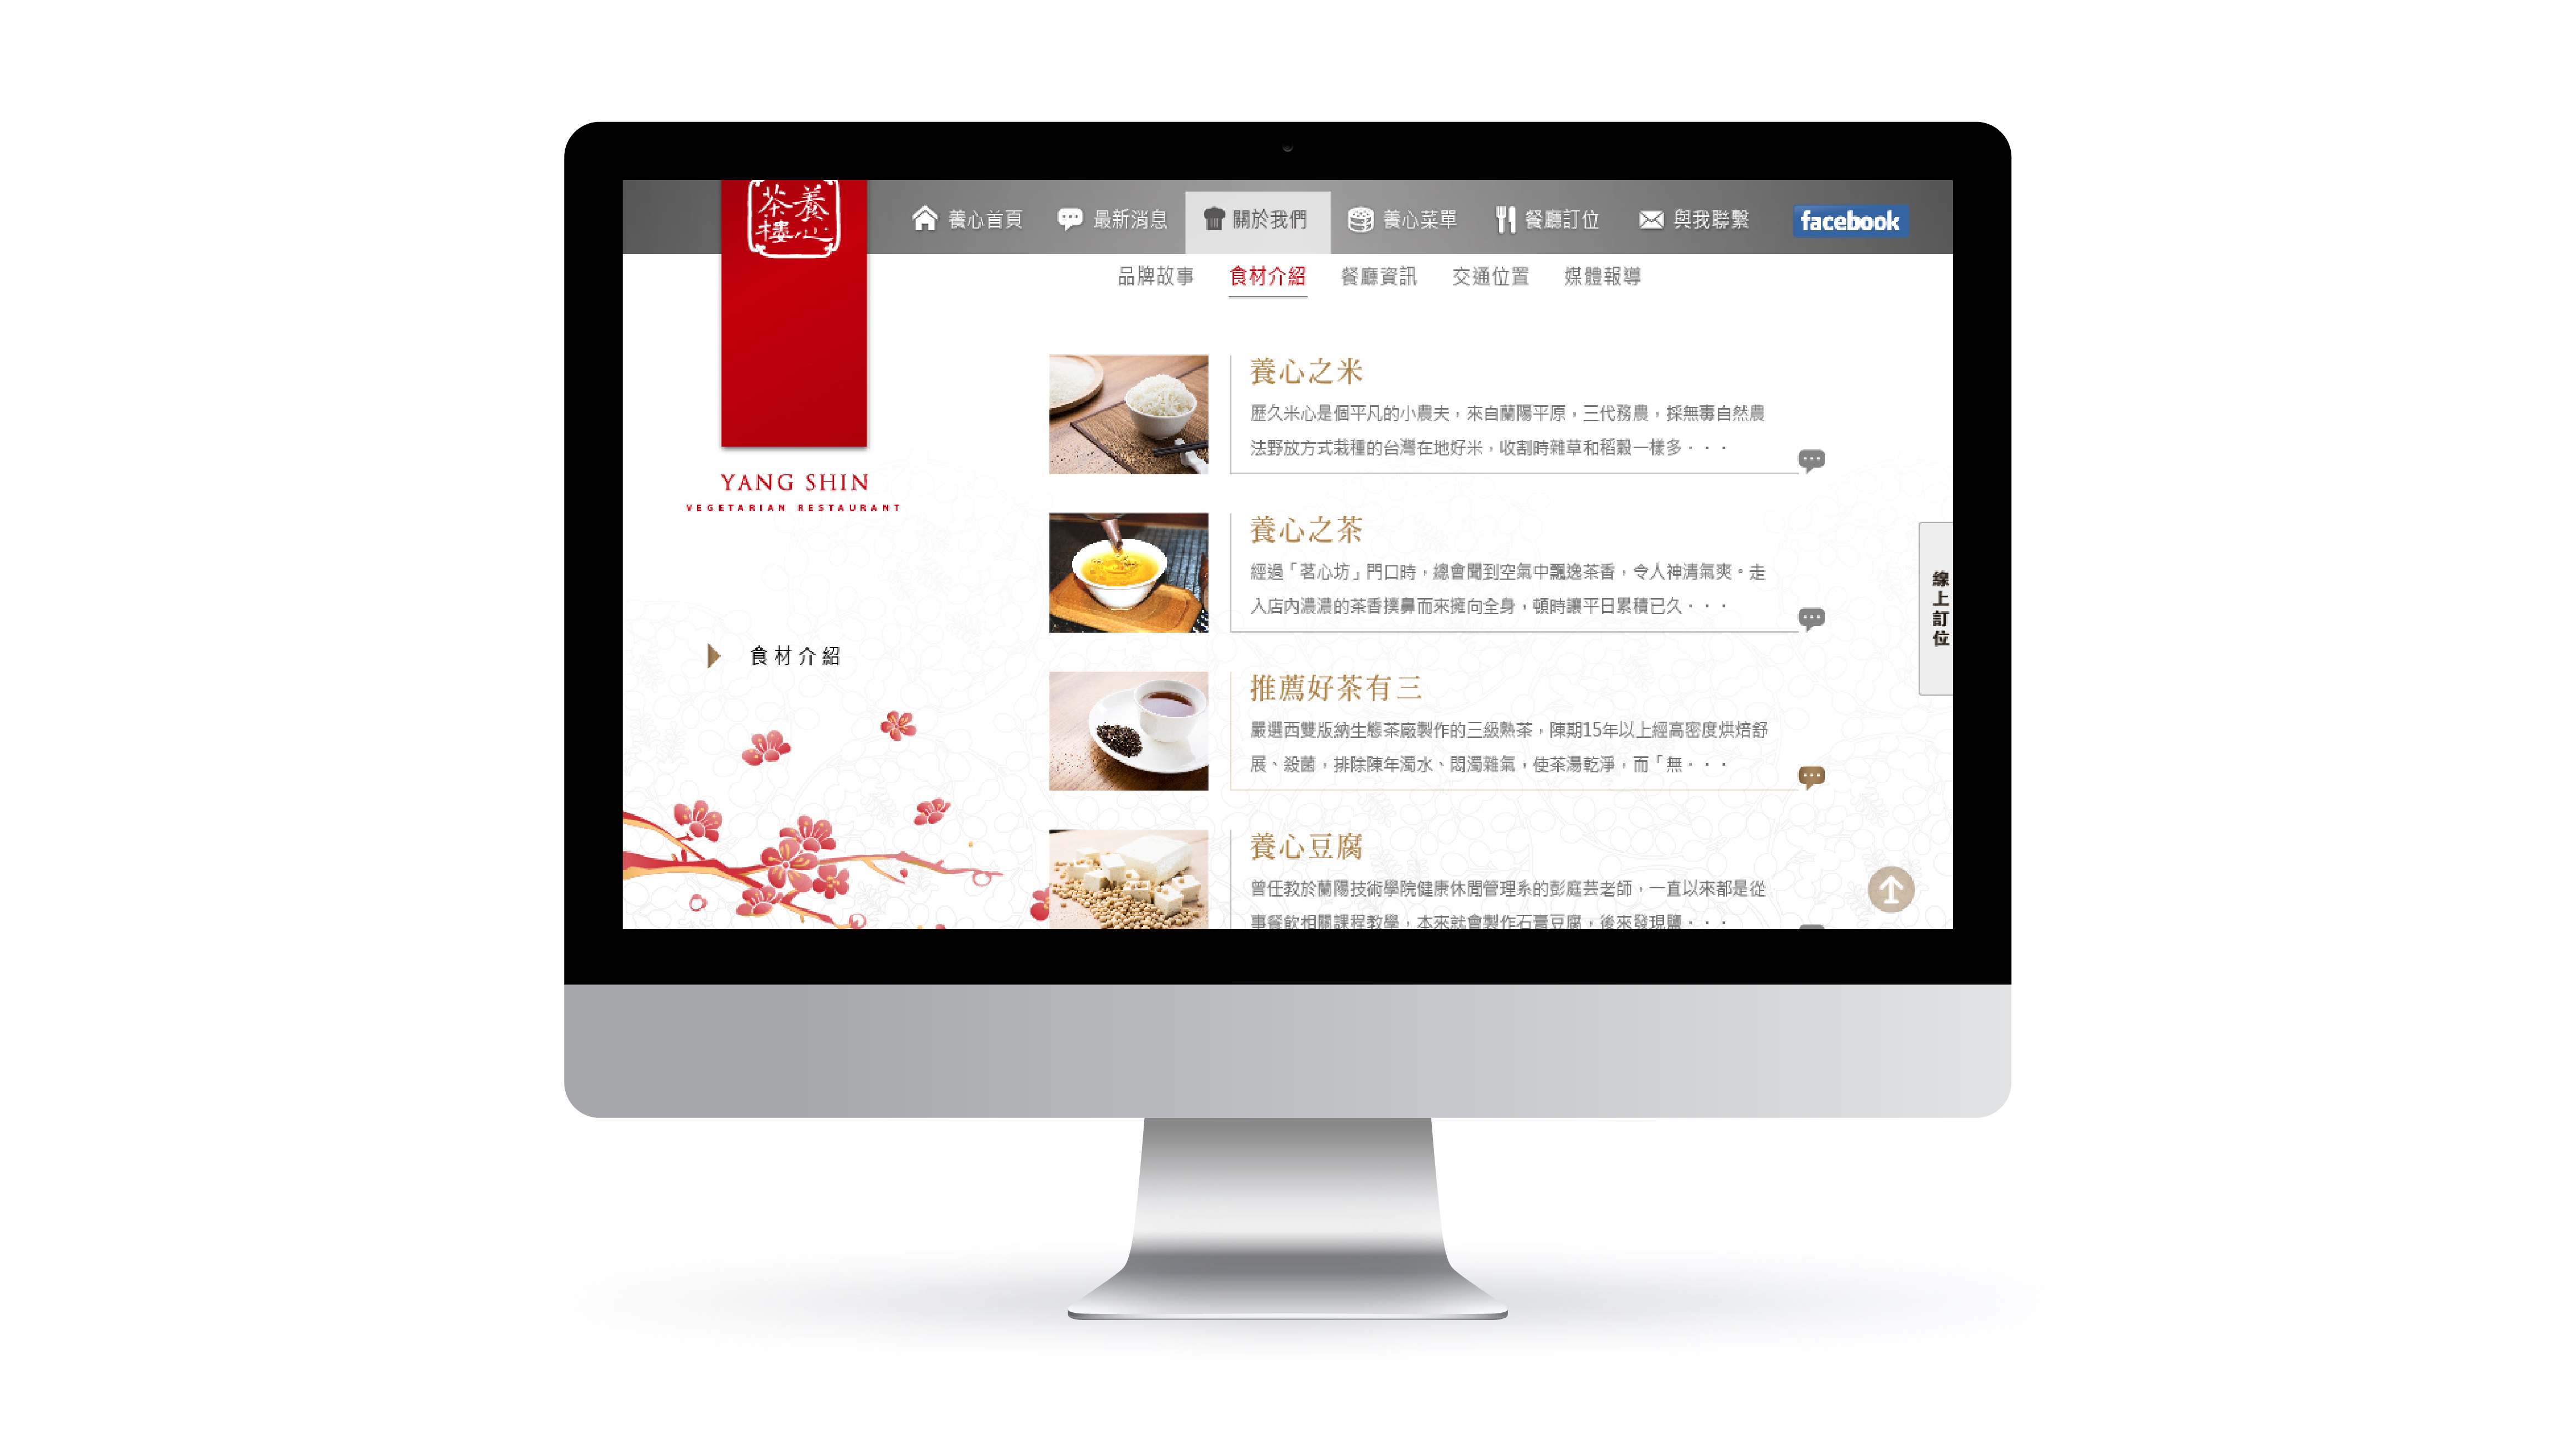 養心
茶樓
養心首頁
最新消息
關於我們
養心菜單
餐廳訂位
與我聯繫
facebook
品牌故事
食材介紹
餐廳資訊
交通位置
媒體報導
YANG SHIN
VEGETARIAN RESTAURANT
食材介紹
養心之米
歷久米心是個平凡的小農夫，來自蘭陽平原，三代務農，採無毒自然農
法野放方式栽種的台灣在地好米，收割時雜草和稻穀一樣多・・・
養心之茶
經過「茗心坊」門口時，總會聞到空氣中飄逸茶香，令人神清氣爽。走
入店內濃濃的茶香撲鼻而來擁向全身，頓時讓平日累積已久・・・
推薦好茶有三
嚴選西雙版納生態茶廠製作的三級熟茶，陳期15年以上經高密度烘焙舒
展、殺菌，排除陳年濁水、悶濁雜氣，使茶湯乾淨，而「無・・・
養心豆腐
曾任教於蘭陽技術學院健康休閒管理系的彭庭芸老師，一直以來都是從
事餐飲相關課程教學，本來就會製作石膏豆腐，後來發現鹽・・・
線上訂位